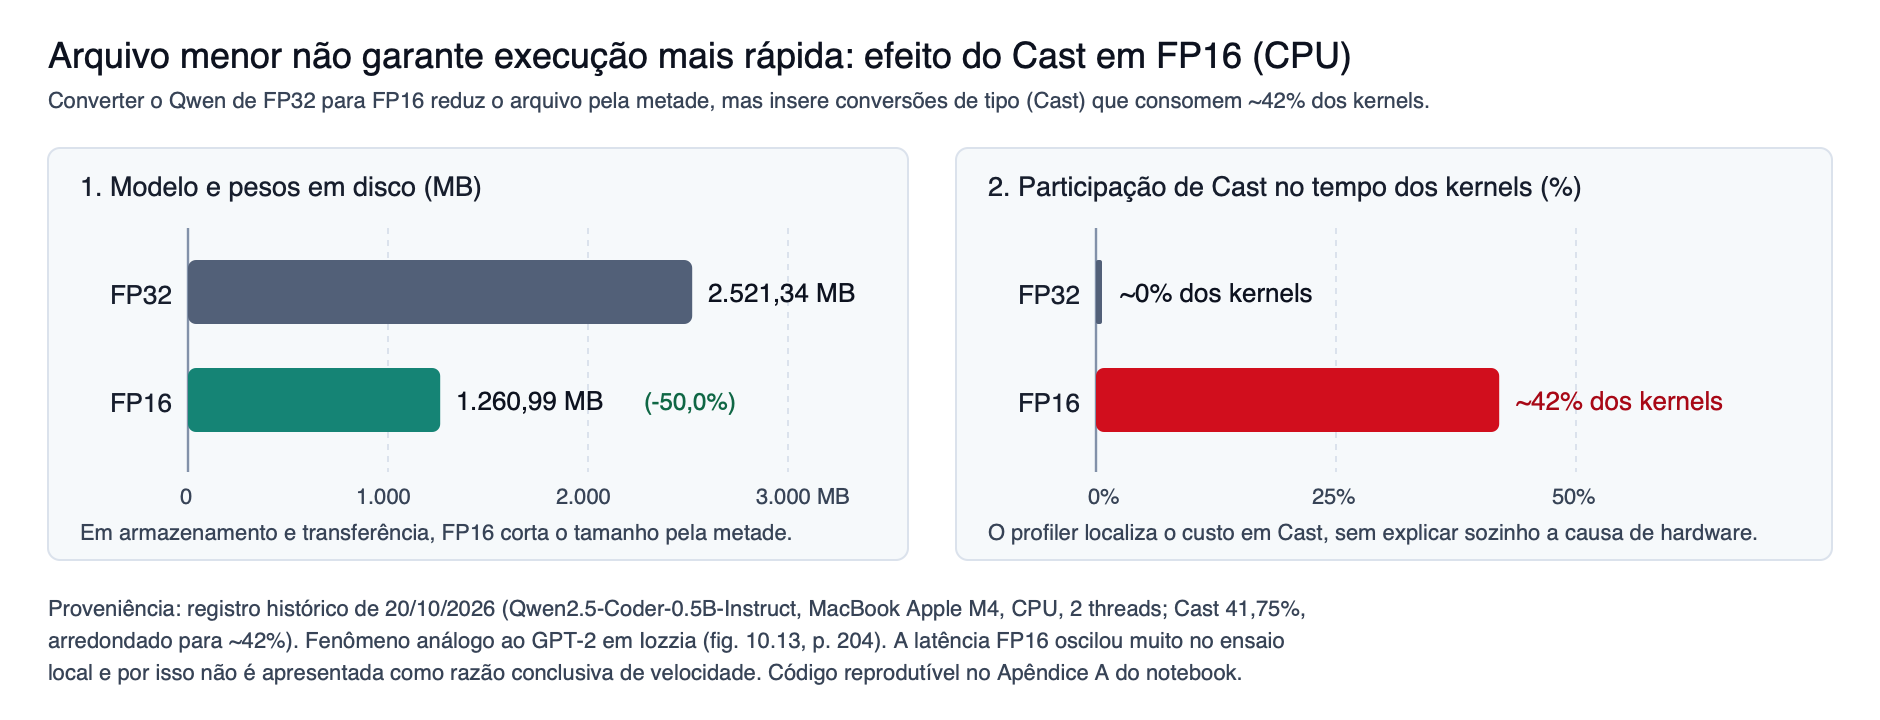 Arquivo menor não garante execução mais rápida: efeito do Cast em FP16 (CPU)
Converter o Qwen de FP32 para FP16 reduz o arquivo pela metade, mas insere conversões de tipo (Cast) que consomem ~42% dos kernels.
1. Modelo e pesos em disco (MB)
FP32
2.521,34 MB
FP16
1.260,99 MB
(-50,0%)
0
1.000
2.000
3.000 MB
Em armazenamento e transferência, FP16 corta o tamanho pela metade.
2. Participação de Cast no tempo dos kernels (%)
FP32
~0% dos kernels
FP16
~42% dos kernels
0%
25%
50%
O profiler localiza o custo em Cast, sem explicar sozinho a causa de hardware.
Proveniência: registro histórico de 20/10/2026 (Qwen2.5-Coder-0.5B-Instruct, MacBook Apple M4, CPU, 2 threads; Cast 41,75%,
arredondado para ~42%). Fenômeno análogo ao GPT-2 em Iozzia (fig. 10.13, p. 204). A latência FP16 oscilou muito no ensaio
local e por isso não é apresentada como razão conclusiva de velocidade. Código reprodutível no Apêndice A do notebook.